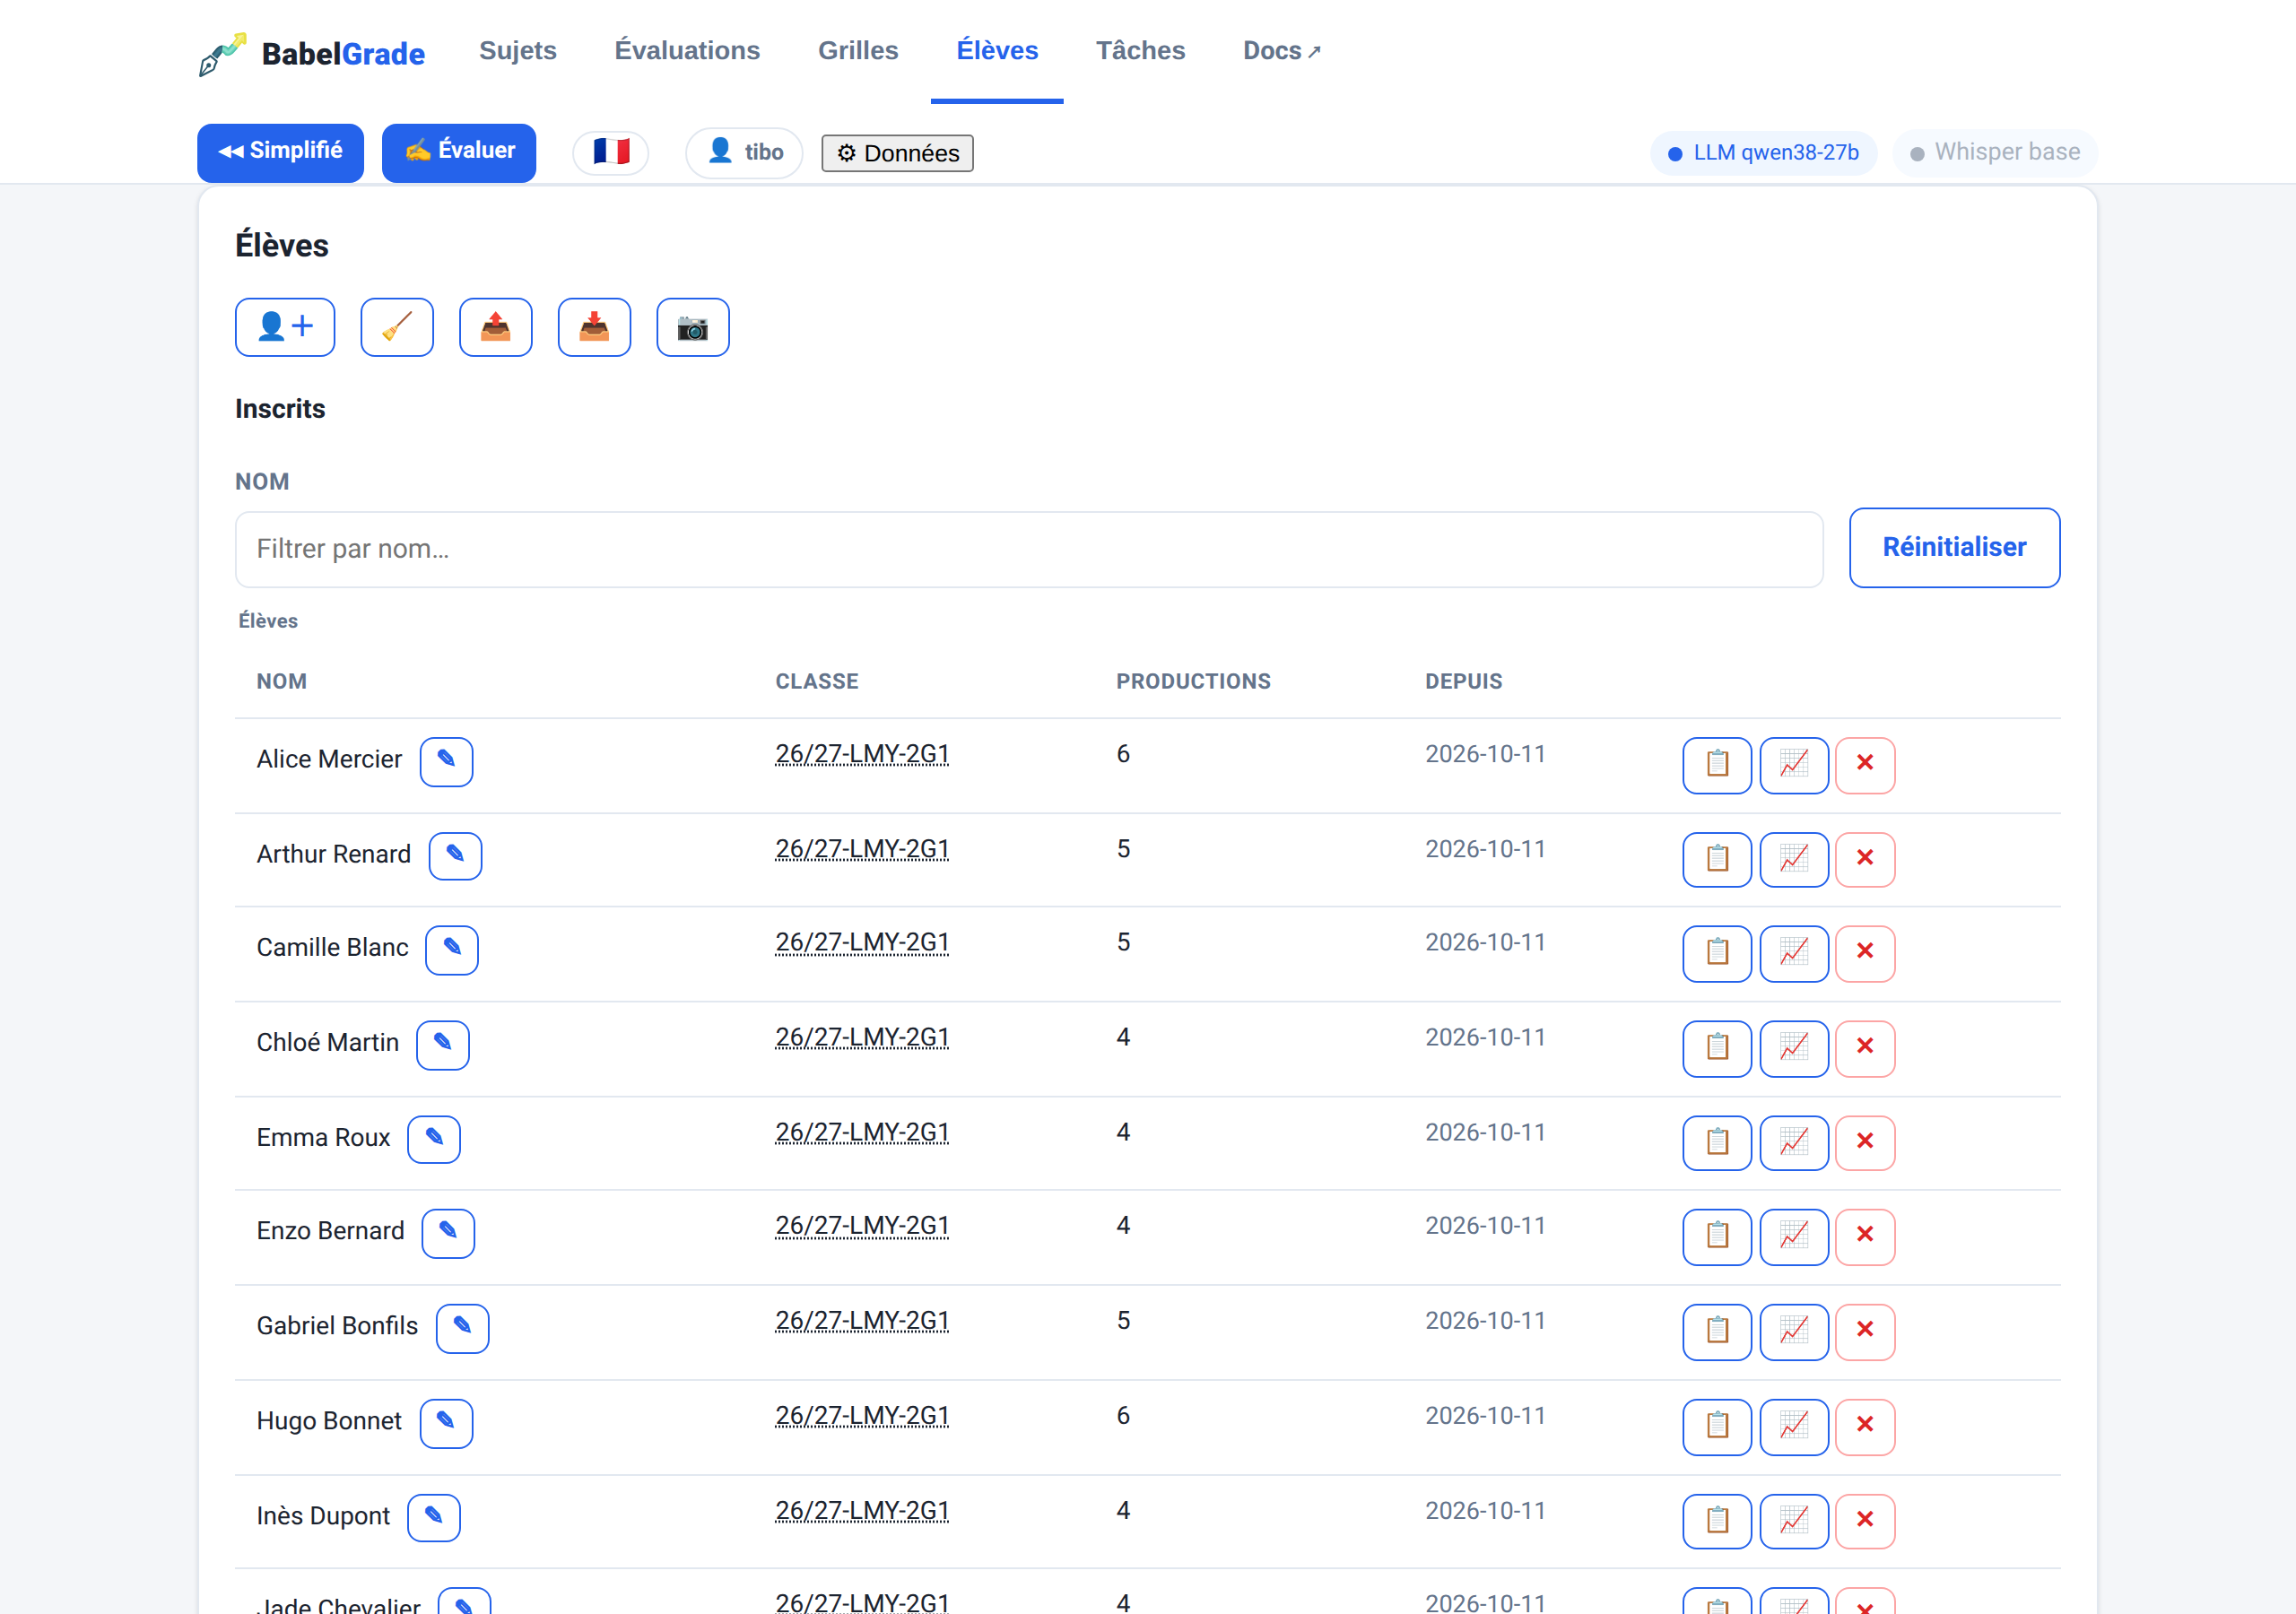 BabelGrade Sujets Évaluations Grilles Élèves Tâches Docs ↗
◀◀ Simplifié ✍️ Évaluer 🇫🇷 👤 tibo ⚙ Données LLM qwen38-27b Whisper base
Élèves
👤+ 🧹 📤 📥 📷
Inscrits
NOM
Filtrer par nom... Réinitialiser
Élèves
NOM CLASSE PRODUCTIONS DEPUIS
Alice Mercier 26/27-LMY-2G1 6 2026-10-11
Arthur Renard 26/27-LMY-2G1 5 2026-10-11
Camille Blanc 26/27-LMY-2G1 5 2026-10-11
Chloé Martin 26/27-LMY-2G1 4 2026-10-11
Emma Roux 26/27-LMY-2G1 4 2026-10-11
Enzo Bernard 26/27-LMY-2G1 4 2026-10-11
Gabriel Bonfils 26/27-LMY-2G1 5 2026-10-11
Hugo Bonnet 26/27-LMY-2G1 6 2026-10-11
Inès Dupont 26/27-LMY-2G1 4 2026-10-11
Jade Chevalier 26/27-LMY-2G1 4 2026-10-11